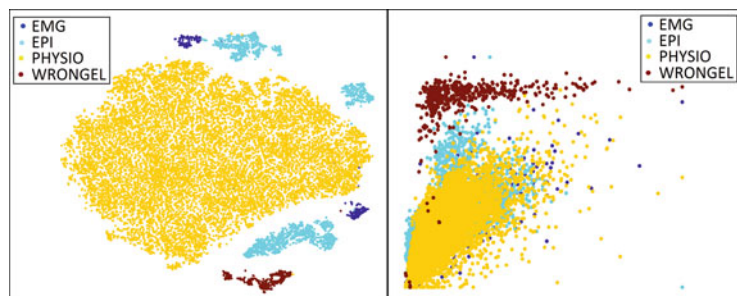 EMG
EPI
PHYSIO
WRONGEL
EMG
EPI
PHYSIO
WRONGEL